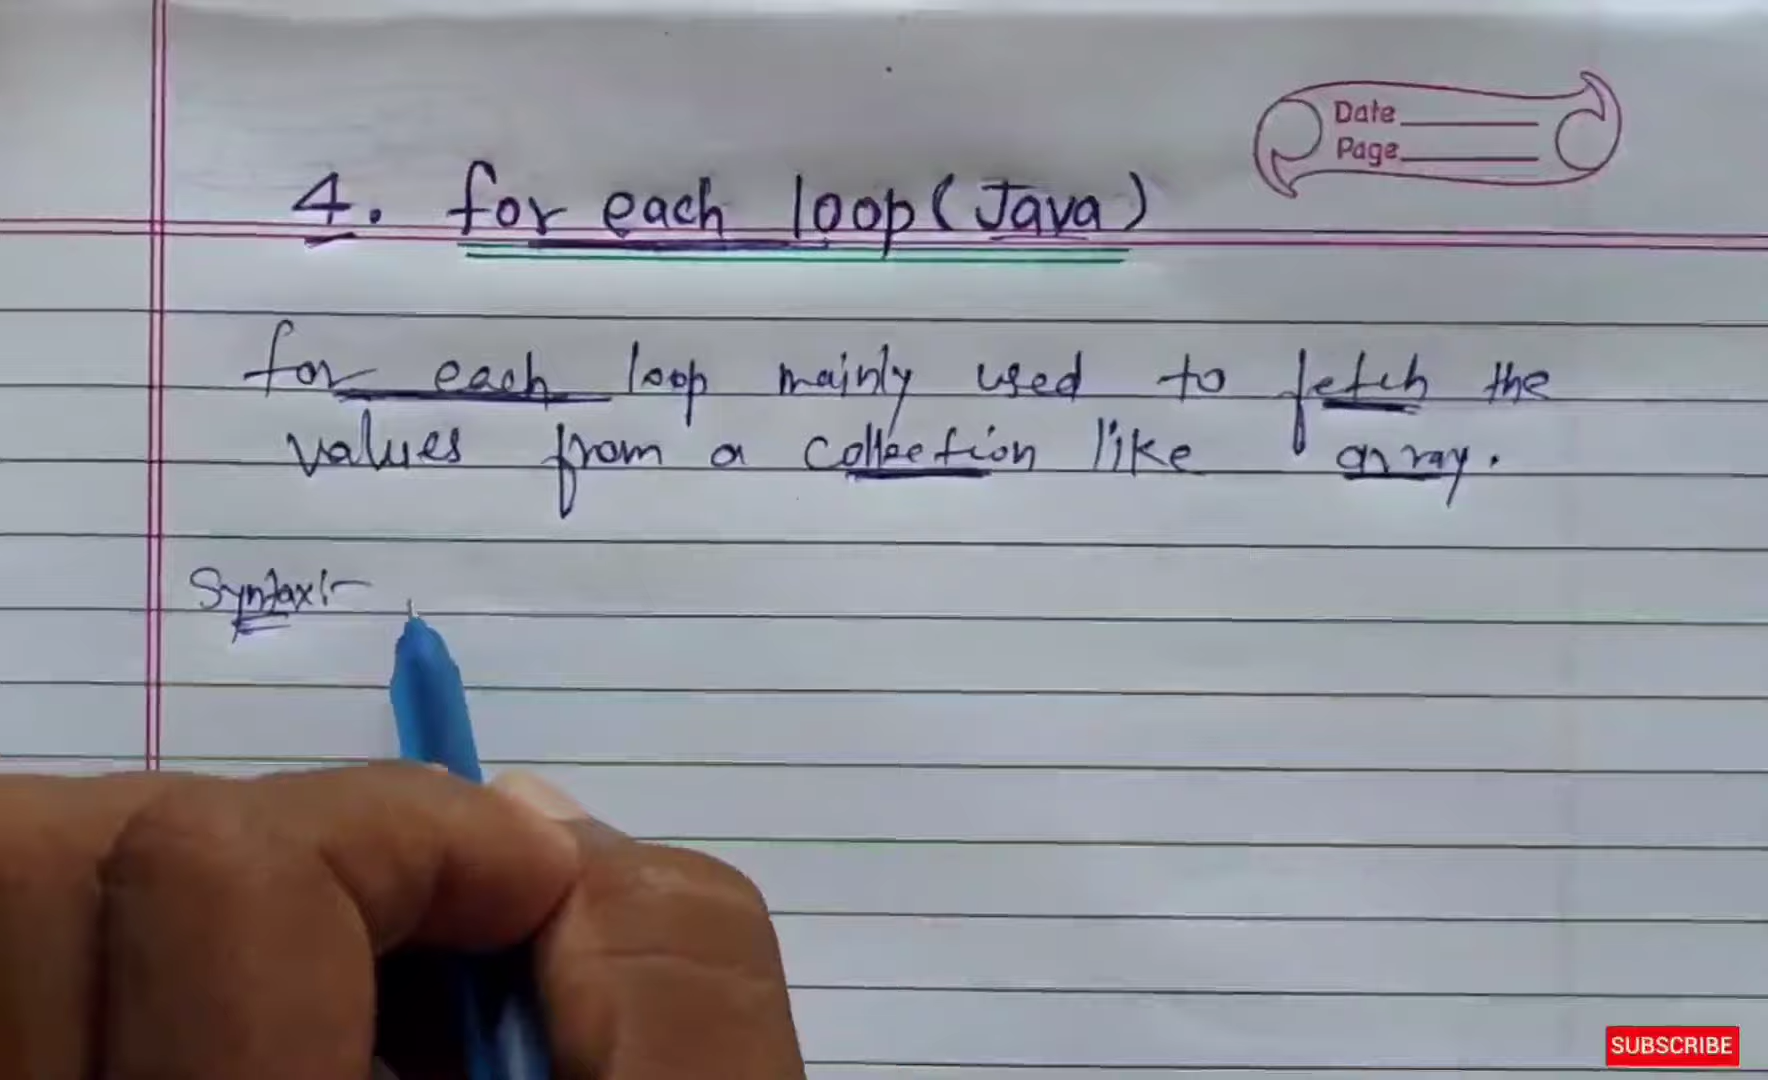 Date
Page
4. for each loop (Java)
for each loop mainly used to fetch the
values from a collection like array.
Syntax:-
SUBSCRIBE